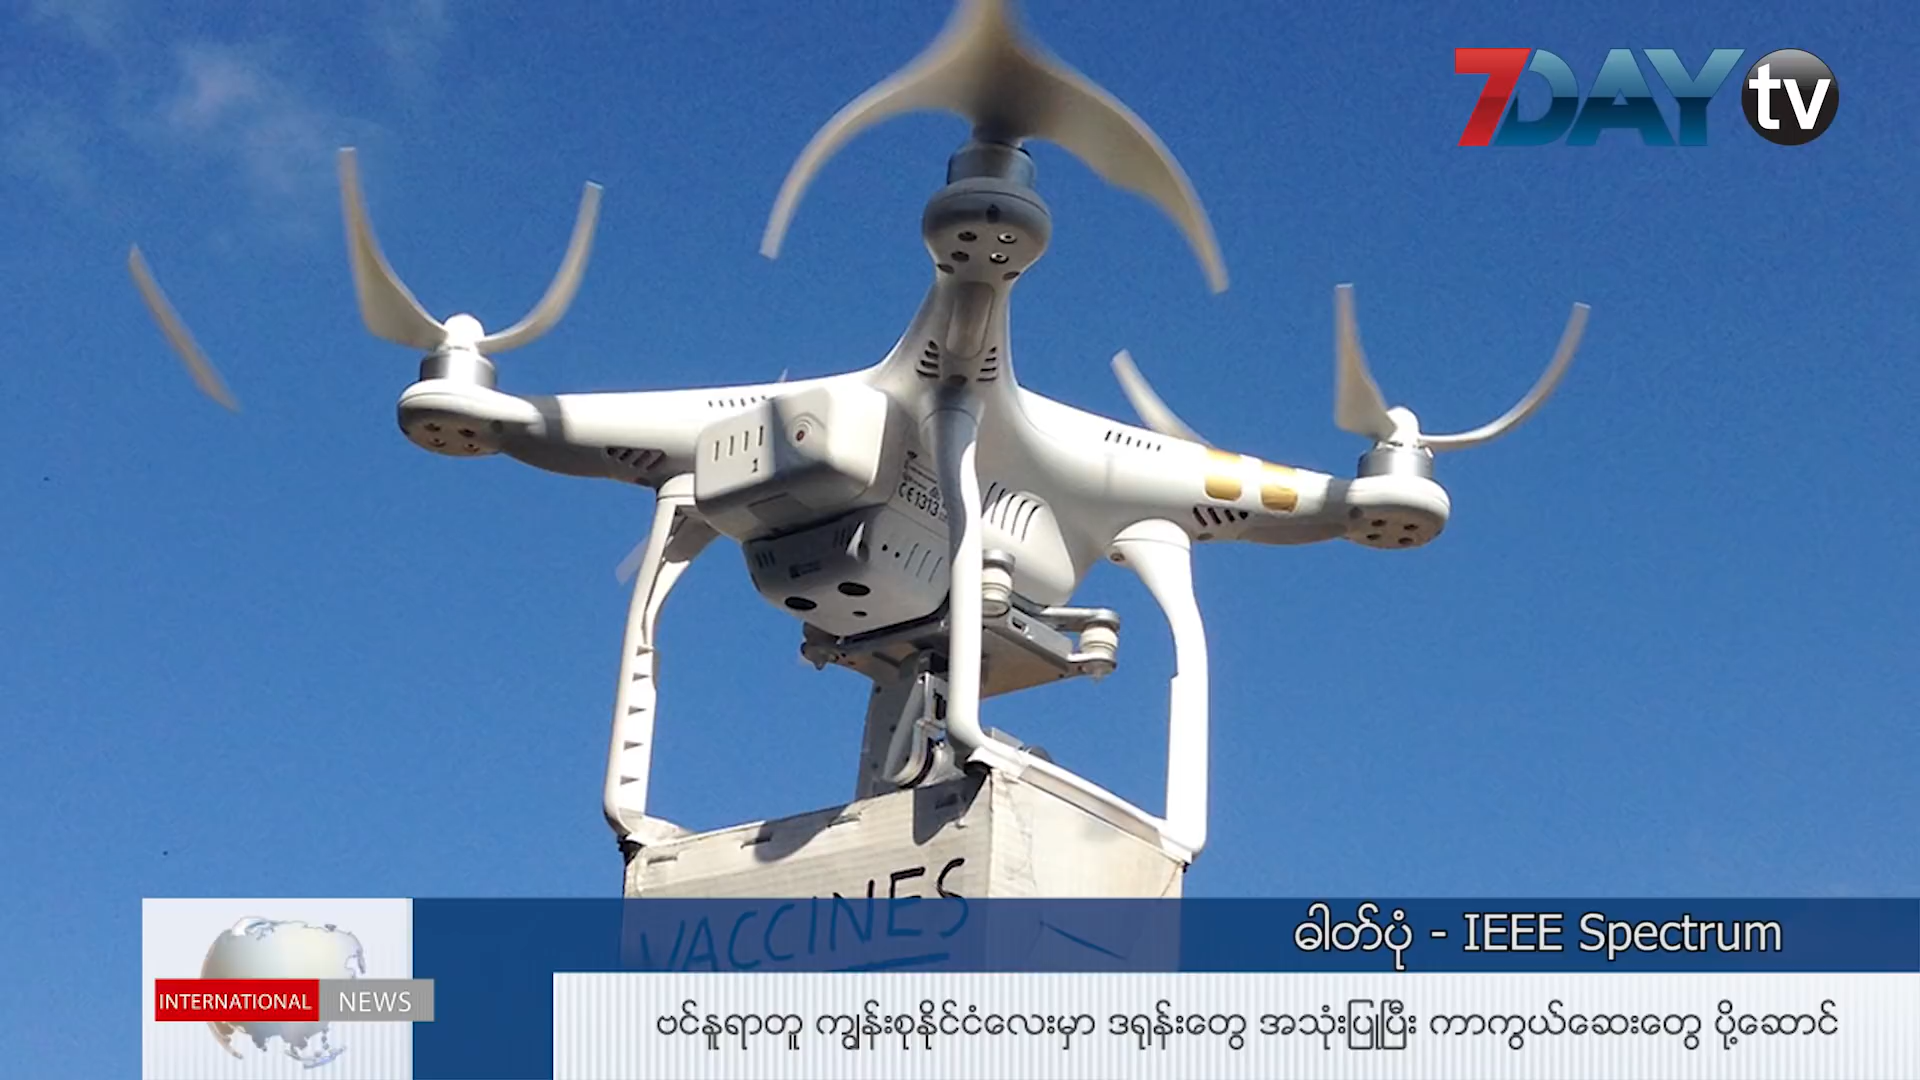 7DAY tv
1
CE1313
VACCINES
ဓါတ်ပုံ - IEEE Spectrum
INTERNATIONAL NEWS
ဗင်နူရာတူ ကျွန်းစုနိုင်ငံလေးမှာ ဒရုန်းတွေ အသုံးပြုပြီး ကာကွယ်ဆေးတွေ ပို့ဆောင်